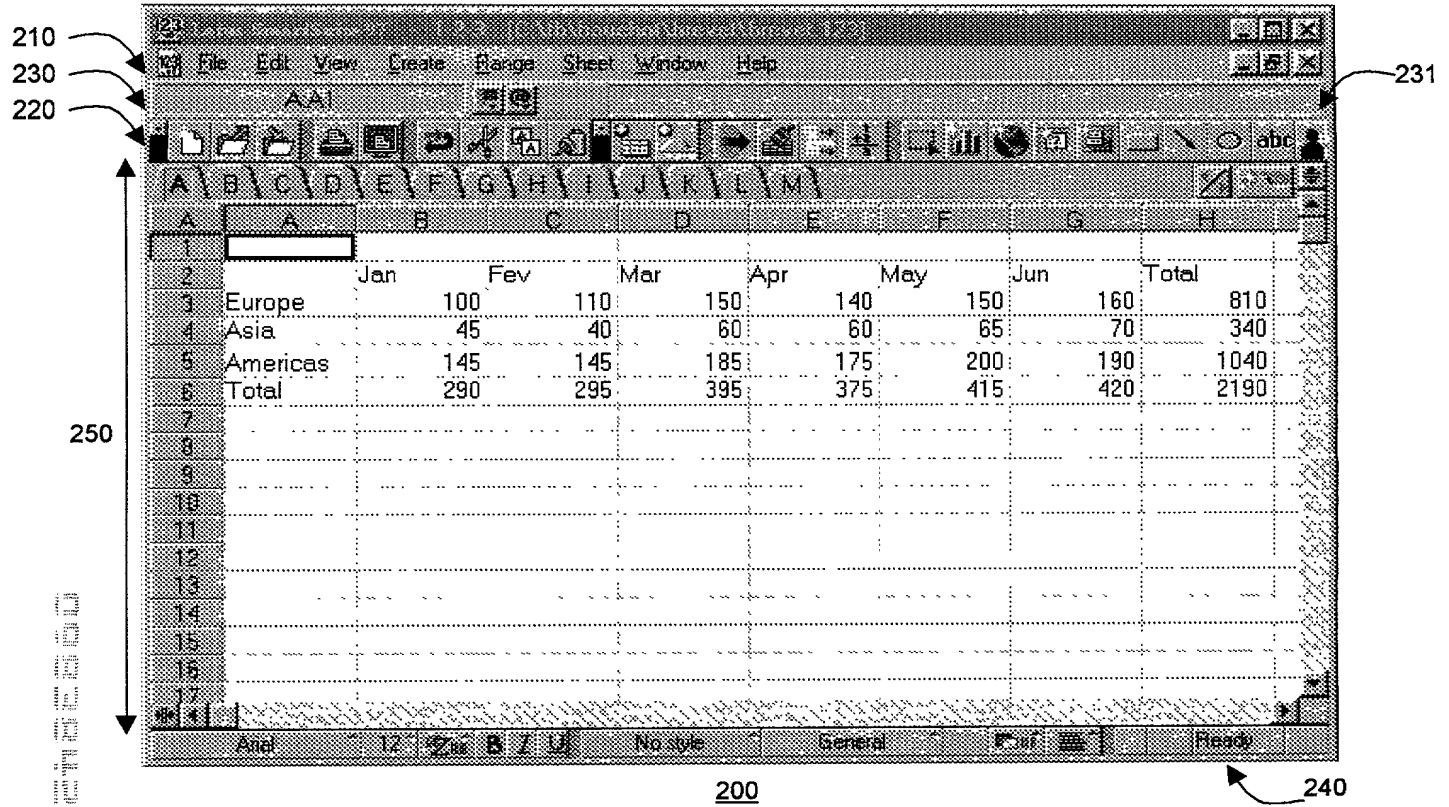 210
File Edit View Create Range Sheet Window Help
230
231
A:A1
220
abc
A B C D E F G H I J K L M
A A B C D E F G H
1
2 Jan Fev Mar Apr May Jun Total
3 Europe 100 110 150 140 150 160 810
4 Asia 45 40 60 60 65 70 340
5 Americas 145 145 185 175 200 190 1040
6 Total 290 295 395 375 415 420 2190
7
250
8
9
10
11
12
13
14
15
16
17
Arial 12 B I U No style General Ready
200
240